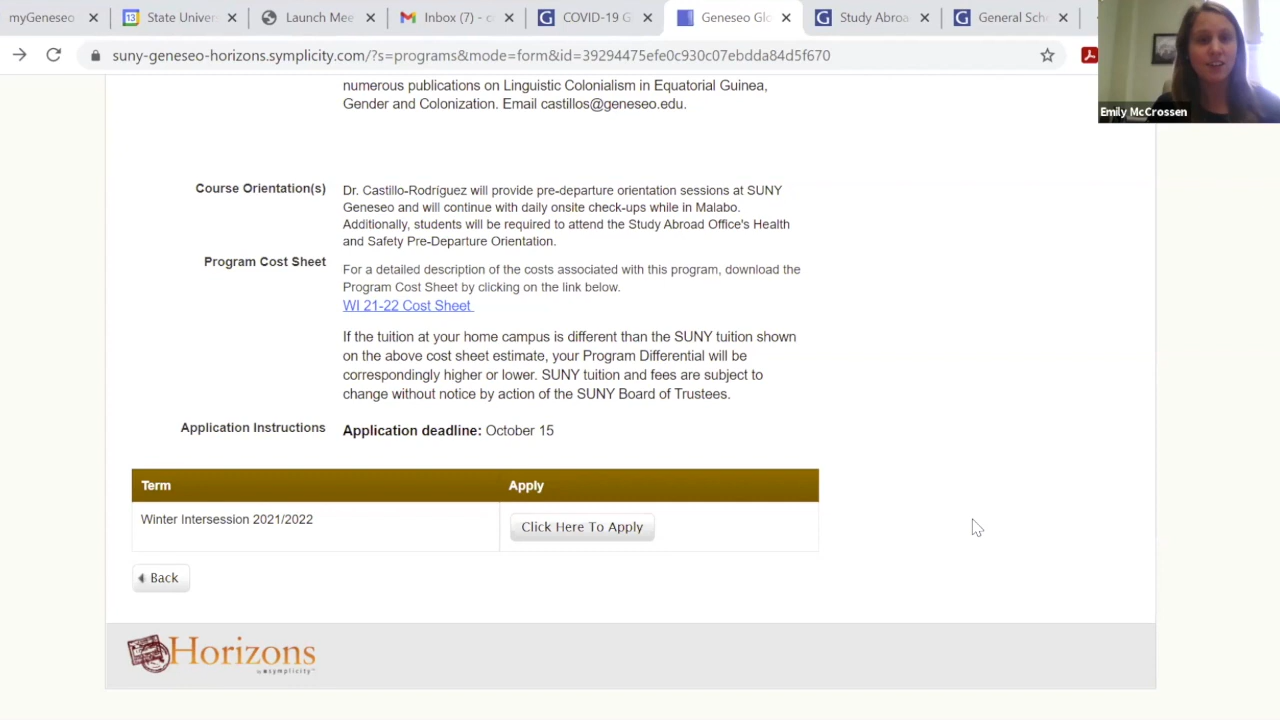 myGeneseo
13
State Univer
Launch Mee
Inbox (7) - c
G
COVID-19 G
Geneseo Glo
G
Study Abroa
G
General Sch
suny-geneseo-horizons.symplicity.com/?s=programs&mode=form&id=39294475efe0c930c07ebdda84d5f670
Emily McCrossen
numerous publications on Linguistic Colonialism in Equatorial Guinea,
Gender and Colonization. Email castillos@geneseo.edu.
Course Orientation(s)
Dr. Castillo-Rodríguez will provide pre-departure orientation sessions at SUNY
Geneseo and will continue with daily onsite check-ups while in Malabo.
Additionally, students will be required to attend the Study Abroad Office's Health
and Safety Pre-Departure Orientation.
Program Cost Sheet
For a detailed description of the costs associated with this program, download the
Program Cost Sheet by clicking on the link below.
WI 21-22 Cost Sheet
If the tuition at your home campus is different than the SUNY tuition shown
on the above cost sheet estimate, your Program Differential will be
correspondingly higher or lower. SUNY tuition and fees are subject to
change without notice by action of the SUNY Board of Trustees.
Application Instructions
Application deadline: October 15
Term
Apply
Winter Intersession 2021/2022
Click Here To Apply
Back
Horizons
by symplicity